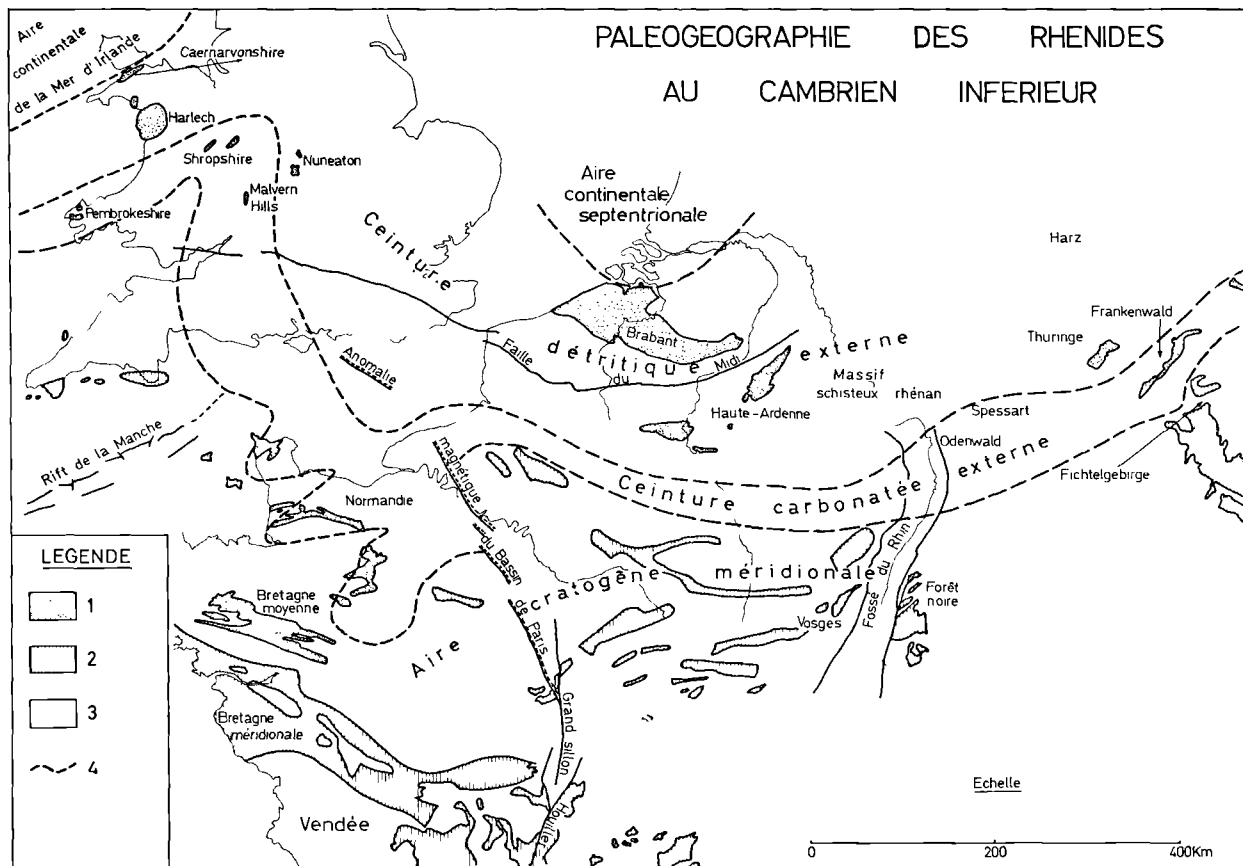 PALEOGEOGRAPHIE DES RHENIDES
AU CAMBRIEN INFERIEUR
Aire
continentale
de la Mer d'Irlande
Caernarvonshire
Harlech
Shropshire
Nuneaton
Malvern
Hills
Pembrokeshire
Aire
continentale
septentrionale
Ceinture
détritique
externe
Harz
Brabant
Faille
du
Midi
Frankenwald
Thuringe
Massif
schisteux rhénan
Haute-Ardenne
Spessart
Odenwald
Fichtelgebirge
Anomalie
magnétique
du Bassin
de Paris
Rift de la Manche
Ceinture carbonatée externe
Normandie
Aire
cratogène
méridionale
Fossé
du
Rhin
Forêt
noire
Vosges
Bretagne
moyenne
Bretagne
méridionale
Vendée
Grand sillon
Houiller
LEGENDE
1
2
3
4
Echelle
0 200 400Km